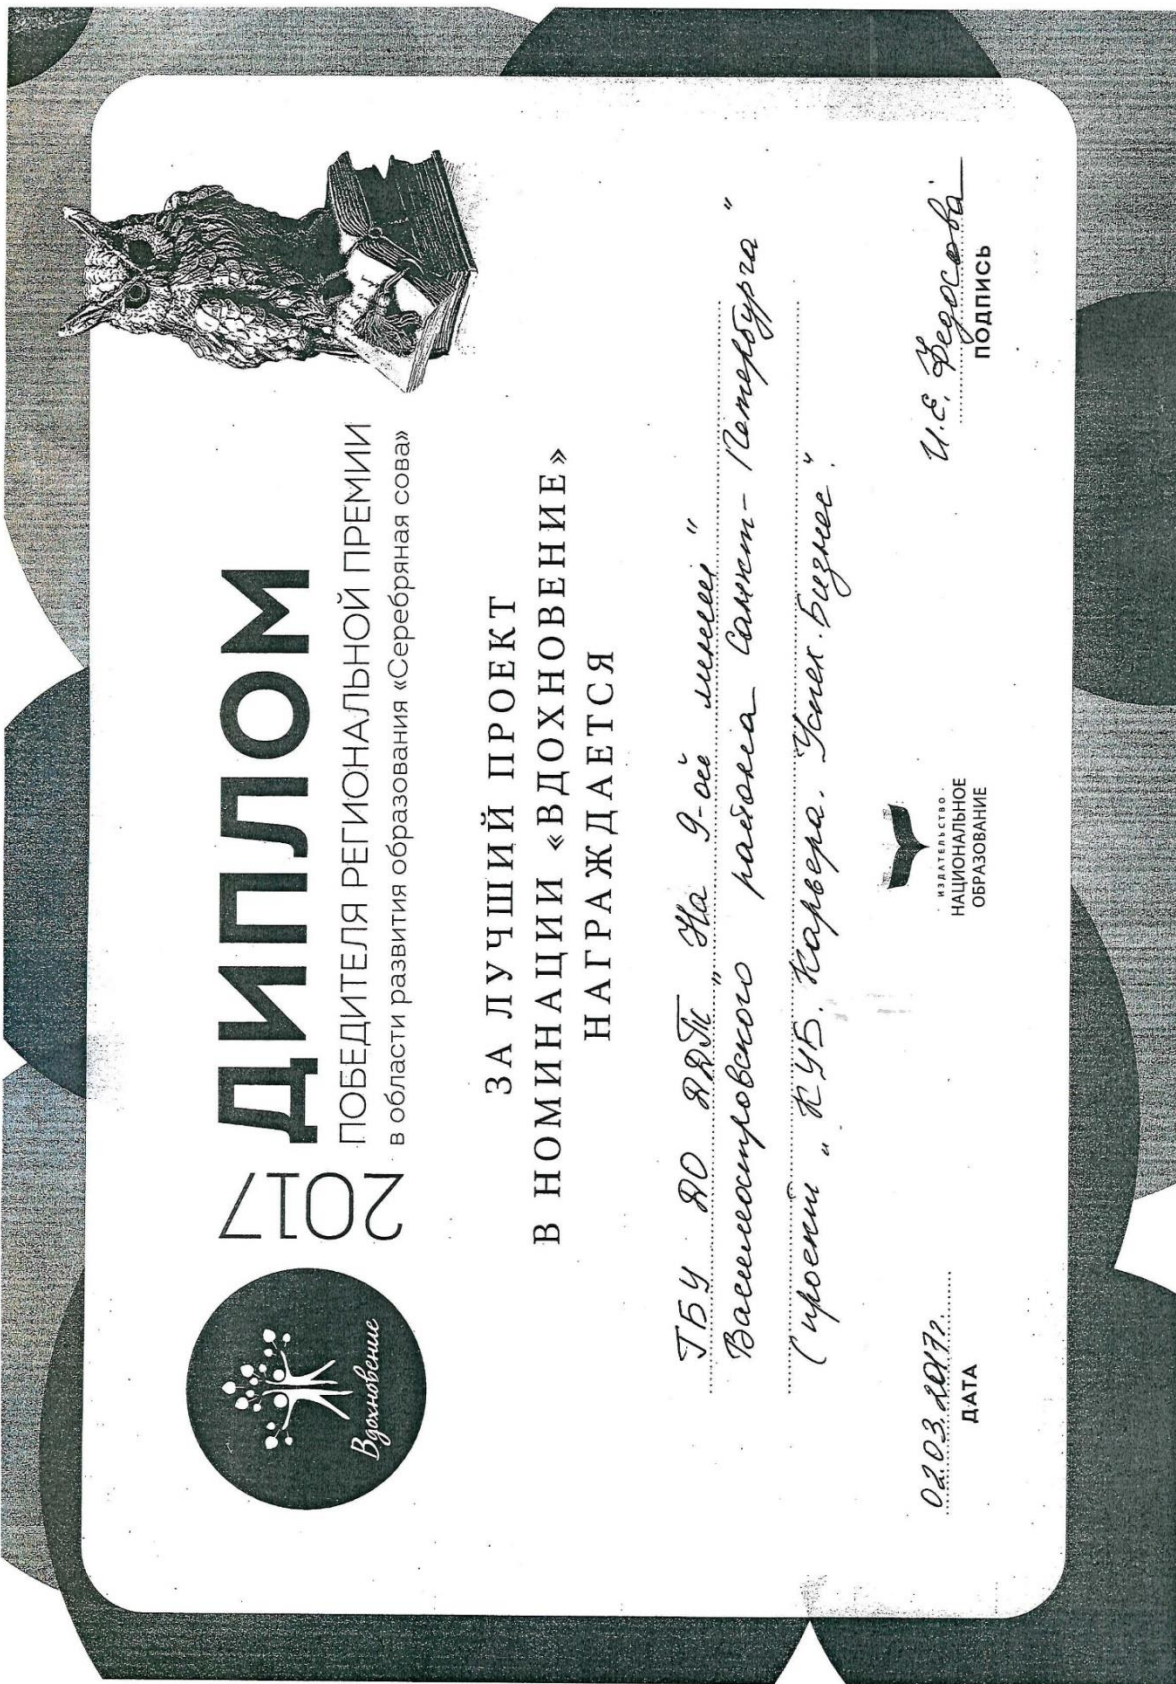 Вдохновение
2017
ДИПЛОМ
ПОБЕДИТЕЛЯ РЕГИОНАЛЬНОЙ ПРЕМИИ
в области развития образования «Серебряная сова»
ЗА ЛУЧШИЙ ПРОЕКТ
В НОМИНАЦИИ «ВДОХНОВЕНИЕ»
НАГРАЖДАЕТСЯ
ГБУ ДО ДДТ „На 9-ой линии"
Василеостровского района Санкт-Петербурга"
(проект „КУБ. Карьера. Успех. Бизнес."
02.03.2017г.
ДАТА
ИЗДАТЕЛЬСТВО
НАЦИОНАЛЬНОЕ
ОБРАЗОВАНИЕ
И.Е. Федосова
ПОДПИСЬ